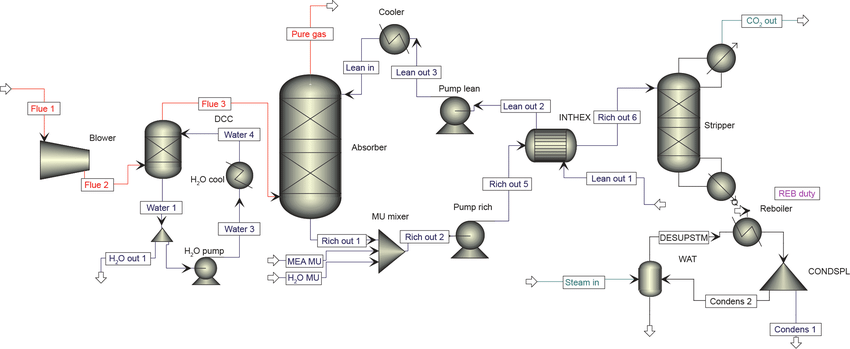 CO2 out
Pure gas
Cooler
Lean in
Lean out 3
Pump lean
Flue 1
Flue 3
DCC
Lean out 2
INTHEX
Rich out 6
Stripper
Blower
Water 4
Absorber
Flue 2
H2O cool
Rich out 5
Lean out 1
REB duty
Water 1
Water 3
MU mixer
Pump rich
Reboiler
Rich out 1
Rich out 2
DESUPSTM
H2O out 1
H2O pump
MEA MU
H2O MU
WAT
CONDSPL
Steam in
Condens 2
Condens 1